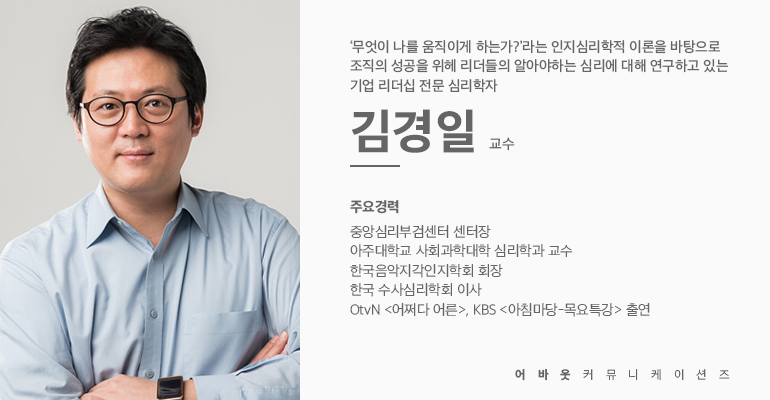 '무엇이 나를 움직이게 하는가?'라는 인지심리학적 이론을 바탕으로
조직의 성공을 위헤 리더들의 알아야하는 심리에 대해 연구하고 있는
기업 리더십 전문 심리학자
김경일 교수
주요경력
중앙심리부검센터 센터장
아주대학교 사회과학대학 심리학과 교수
한국음악지각인지학회 회장
한국 수사심리학회 이사
OtvN <어쩌다 어른>, KBS <아침마당-목요특강> 출연
어바웃커뮤니케이션즈